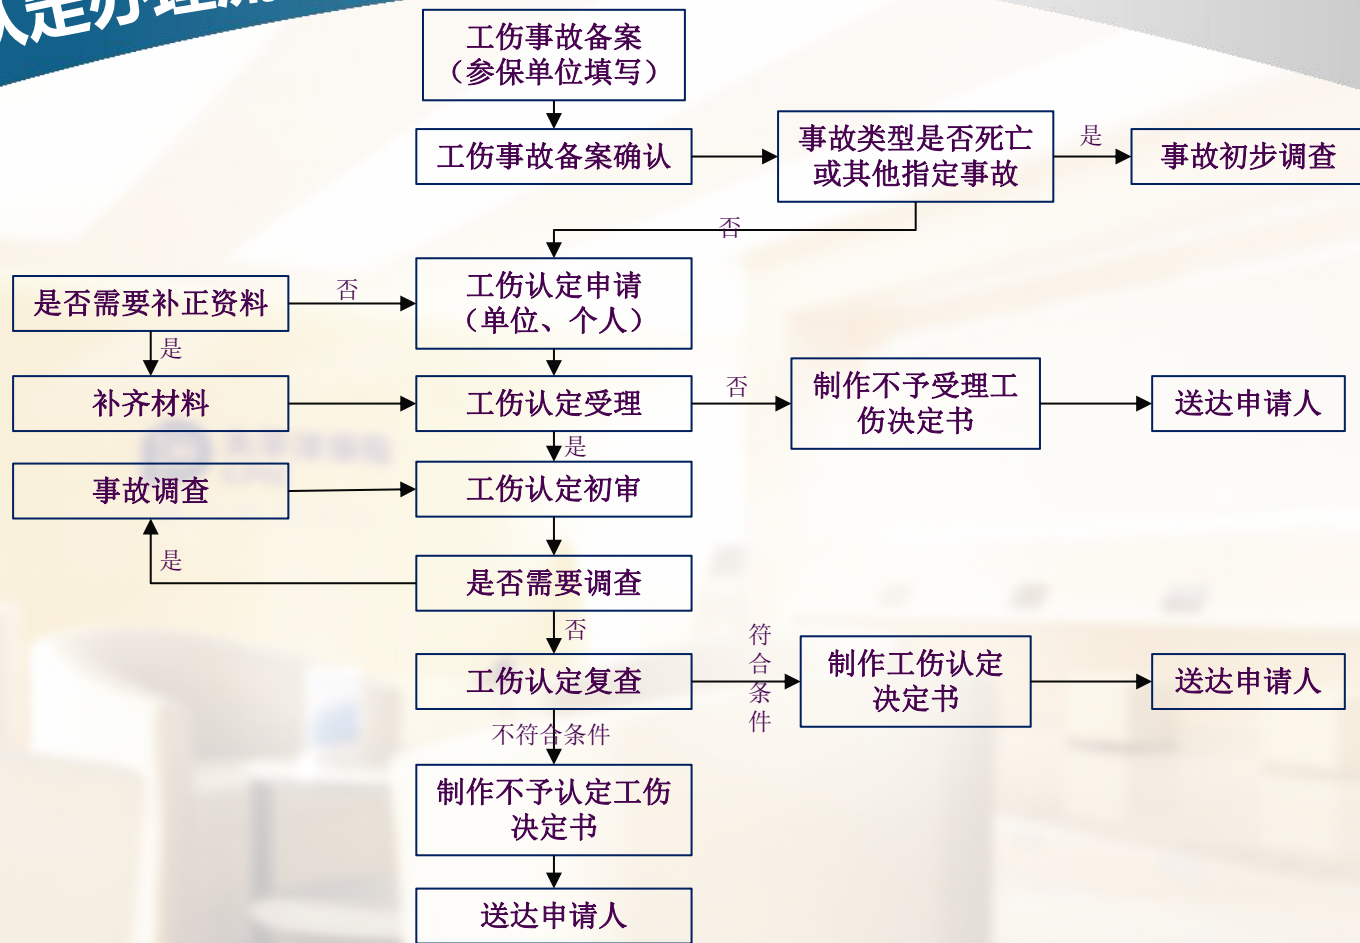 认定办理流
工伤事故备案
（参保单位填写）
工伤事故备案确认
事故类型是否死亡
或其他指定事故
是
事故初步调查
否
是否需要补正资料
否
工伤认定申请
（单位、个人）
是
补齐材料
工伤认定受理
否
制作不予受理工
伤决定书
送达申请人
是
事故调查
工伤认定初审
是
是否需要调查
否
工伤认定复查
符
合
条
件
制作工伤认定
决定书
送达申请人
不符合条件
制作不予认定工伤
决定书
送达申请人